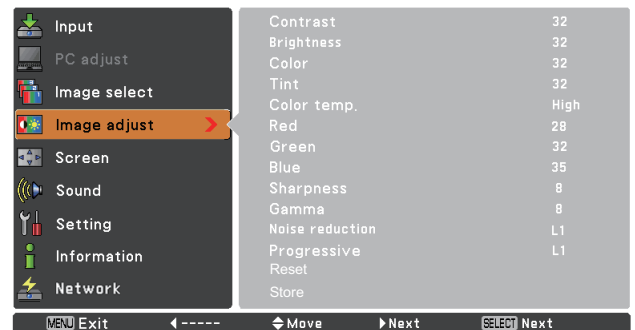 Input
PC adjust
Image select
Image adjust
Screen
Sound
Setting
Information
Network
Contrast 32
Brightness 32
Color 32
Tint 32
Color temp. High
Red 28
Green 32
Blue 35
Sharpness 8
Gamma 8
Noise reduction L1
Progressive L1
Reset
Store
MENU Exit ----- Move Next SELECT Next